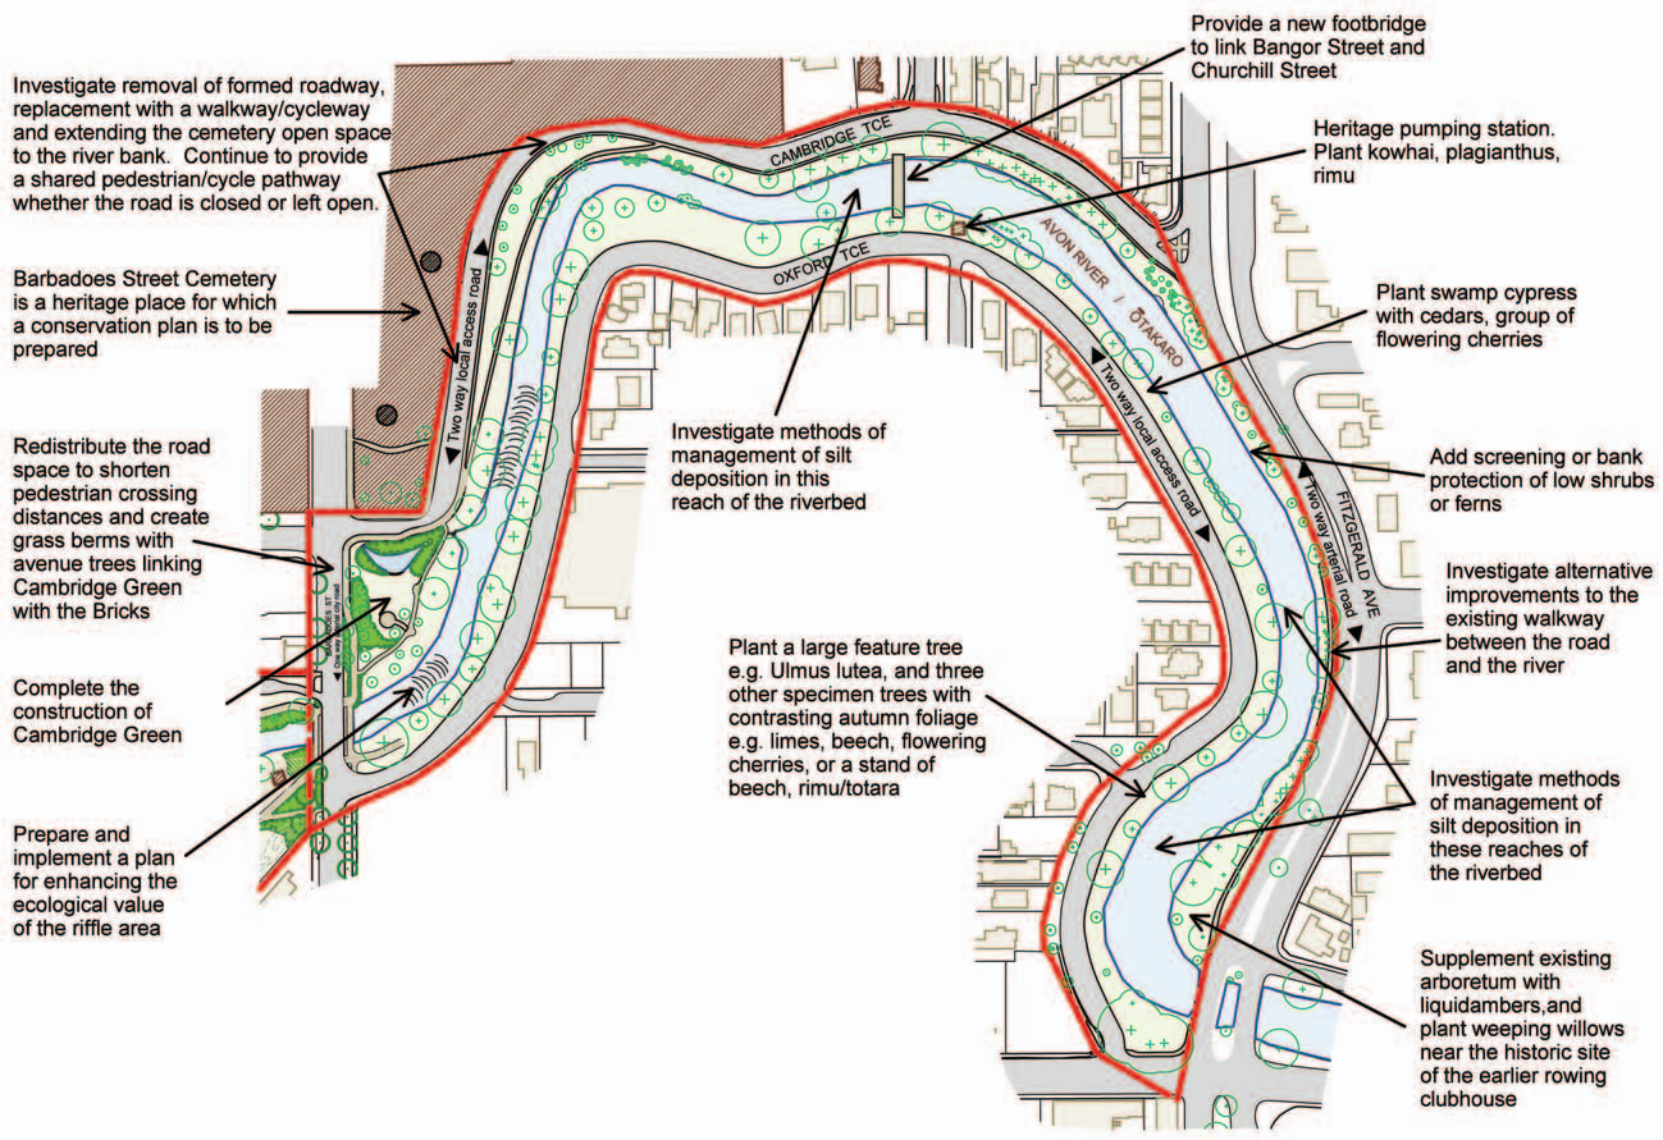 Provide a new footbridge
to link Bangor Street and
Churchill Street
Investigate removal of formed roadway,
replacement with a walkway/cycleway
and extending the cemetery open space
to the river bank. Continue to provide
a shared pedestrian/cycle pathway
whether the road is closed or left open.
Heritage pumping station.
Plant kowhai, plagianthus,
rimu
CAMBRIDGE TCE
OXFORD TCE
AVON RIVER / ŌTAKARO
Barbadoes Street Cemetery
is a heritage place for which
a conservation plan is to be
prepared
Two way local access road
Plant swamp cypress
with cedars, group of
flowering cherries
Two way local access road
Investigate methods of
management of silt
deposition in this
reach of the riverbed
Redistribute the road
space to shorten
pedestrian crossing
distances and create
grass berms with
avenue trees linking
Cambridge Green
with the Bricks
Add screening or bank
protection of low shrubs
or ferns
FITZGERALD AVE
Two way arterial road
BARBADOES ST
One way arterial city road
Investigate alternative
improvements to the
existing walkway
between the road
and the river
Plant a large feature tree
e.g. Ulmus lutea, and three
other specimen trees with
contrasting autumn foliage
e.g. limes, beech, flowering
cherries, or a stand of
beech, rimu/totara
Complete the
construction of
Cambridge Green
Investigate methods
of management of
silt deposition in
these reaches of
the riverbed
Prepare and
implement a plan
for enhancing the
ecological value
of the riffle area
Supplement existing
arboretum with
liquidambers,and
plant weeping willows
near the historic site
of the earlier rowing
clubhouse